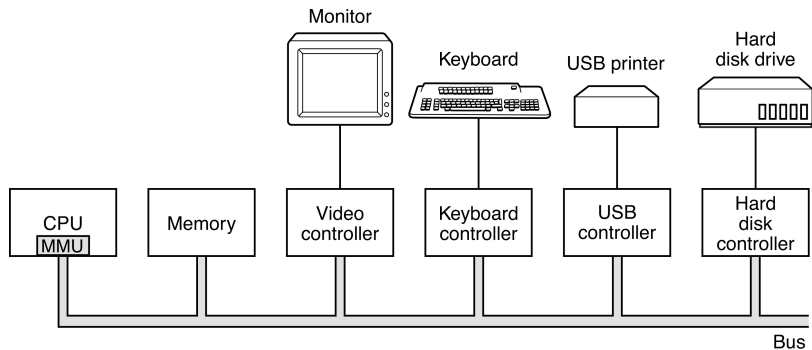 Monitor
Keyboard
USB printer
Hard
disk drive
CPU
MMU
Memory
Video
controller
Keyboard
controller
USB
controller
Hard
disk
controller
Bus